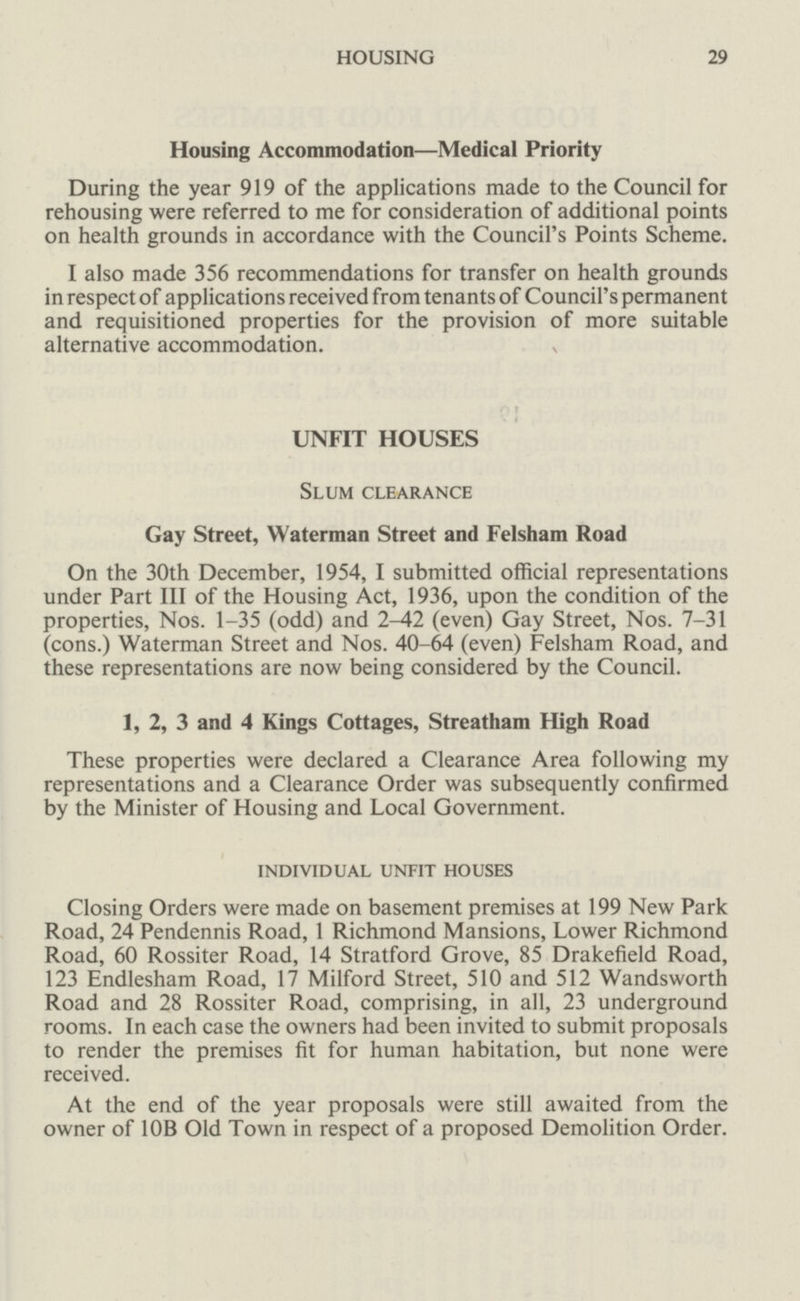 HOUSING 29
Housing Accommodation—Medical Priority
During the year 919 of the applications made to the Council for
rehousing were referred to me for consideration of additional points
on health grounds in accordance with the Council's Points Scheme.
I also made 356 recommendations for transfer on health grounds
in respect of applications received from tenants of Council's permanent
and requisitioned properties for the provision of more suitable
alternative accommodation.
UNFIT HOUSES
SLUM CLEARANCE
Gay Street, Waterman Street and Felsham Road
On the 30th December, 1954, I submitted official representations
under Part III of the Housing Act, 1936, upon the condition of the
properties, Nos. 1–35 (odd) and 2–42 (even) Gay Street, Nos. 7–31
(cons.) Waterman Street and Nos. 40–64 (even) Felsham Road, and
these representations are now being considered by the Council.
1, 2, 3 and 4 Kings Cottages, Streatham High Road
These properties were declared a Clearance Area following my
representations and a Clearance Order was subsequently confirmed
by the Minister of Housing and Local Government.
INDIVIDUAL UNFIT HOUSES
Closing Orders were made on basement premises at 199 New Park
Road, 24 Pendennis Road, 1 Richmond Mansions, Lower Richmond
Road, 60 Rossiter Road, 14 Stratford Grove, 85 Drakefield Road,
123 Endlesham Road, 17 Milford Street, 510 and 512 Wandsworth
Road and 28 Rossiter Road, comprising, in all, 23 underground
rooms. In each case the owners had been invited to submit proposals
to render the premises fit for human habitation, but none were
received.
At the end of the year proposals were still awaited from the
owner of 10B Old Town in respect of a proposed Demolition Order.